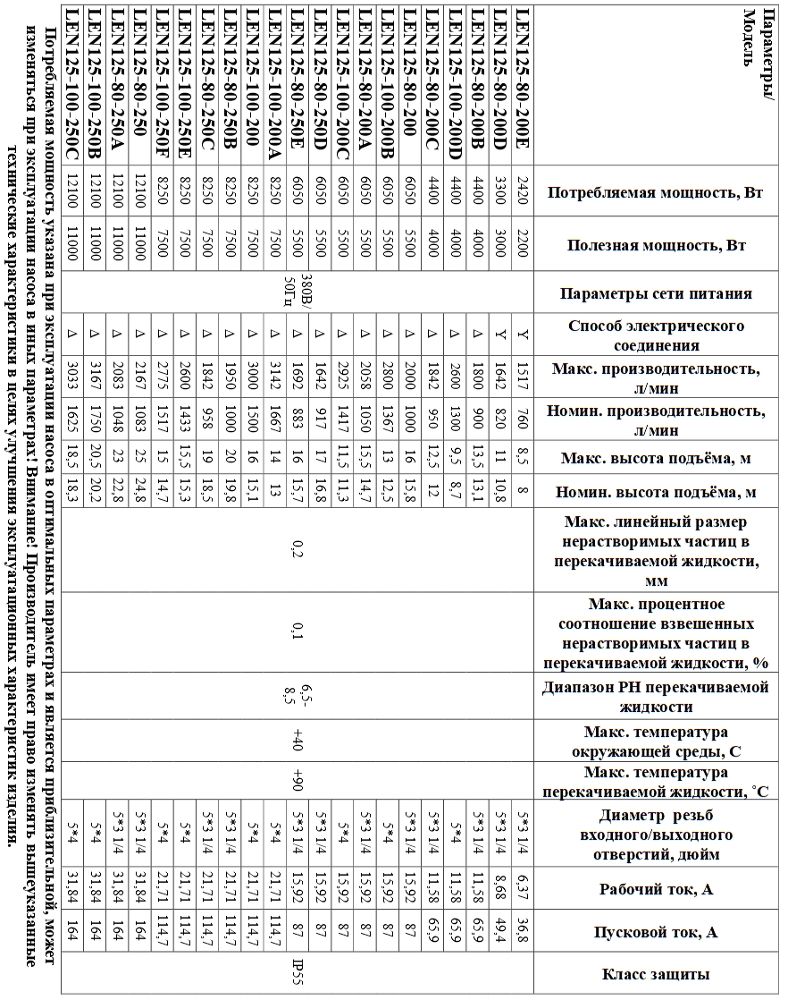 Параметры/
Модель
Потребляемая мощность, Вт
Полезная мощность, Вт
Параметры сети питания
Способ электрического
соединения
Макс. производительность,
л/мин
Номин. производительность,
л/мин
Макс. высота подъёма, м
Номин. высота подъёма, м
Макс. линейный размер
нерастворимых частиц в
перекачиваемой жидкости,
мм
Макс. процентное
соотношение взвешенных
нерастворимых частиц в
перекачиваемой жидкости, %
Диапазон РН перекачиваемой
жидкости
Макс. температура
окружающей среды, С
Макс. температура
перекачиваемой жидкости, ˚С
Диаметр резьб
входного/выходного
отверстий, дюйм
Рабочий ток, А
Пусковой ток, А
Класс защиты
LEN125-80-200E 2420 2200 Y 1517 760 8,5 8 5*3 1/4 6,37 36,8
LEN125-80-200D 3300 3000 Y 1642 820 11 10,8 5*3 1/4 8,68 49,4
LEN125-80-200B 4400 4000 Δ 1800 900 13,5 13,1 5*3 1/4 11,58 65,9
LEN125-100-200D 4400 4000 Δ 2600 1300 9,5 8,7 5*4 11,58 65,9
LEN125-80-200C 4400 4000 Δ 1842 950 12,5 12 5*3 1/4 11,58 65,9
LEN125-80-200 6050 5500 Δ 2000 1000 16 15,8 5*3 1/4 15,92 87
LEN125-100-200B 6050 5500 Δ 2800 1367 13 12,5 5*4 15,92 87
LEN125-80-200A 6050 5500 Δ 2058 1050 15,5 14,7 5*3 1/4 15,92 87
LEN125-100-200C 6050 5500 Δ 2925 1417 11,5 11,3 5*4 15,92 87
LEN125-80-250D 6050 5500 Δ 1642 917 17 16,8 5*3 1/4 15,92 87
LEN125-80-250E 6050 5500 Δ 1692 883 16 15,7 5*3 1/4 15,92 87
380В/
50Гц
0,2
0,1
6,5-
8,5
+40
+90
IP55
LEN125-100-200A 8250 7500 Δ 3142 1667 14 13 5*4 21,71 114,7
LEN125-100-200 8250 7500 Δ 3000 1500 16 15,1 5*4 21,71 114,7
LEN125-80-250B 8250 7500 Δ 1950 1000 20 19,8 5*3 1/4 21,71 114,7
LEN125-80-250C 8250 7500 Δ 1842 958 19 18,5 5*3 1/4 21,71 114,7
LEN125-100-250E 8250 7500 Δ 2600 1433 15,5 15,3 5*4 21,71 114,7
LEN125-100-250F 8250 7500 Δ 2775 1517 15 14,7 5*4 21,71 114,7
LEN125-80-250 12100 11000 Δ 2167 1083 25 24,8 5*3 1/4 31,84 164
LEN125-80-250A 12100 11000 Δ 2083 1048 23 22,8 5*3 1/4 31,84 164
LEN125-100-250B 12100 11000 Δ 3167 1750 20,5 20,2 5*4 31,84 164
LEN125-100-250C 12100 11000 Δ 3033 1625 18,5 18,3 5*4 31,84 164
Потребляемая мощность указана при эксплуатации насоса в оптимальных параметрах и является приблизительной, может
изменяться при эксплуатации насоса в иных параметрах! Внимание! Производитель имеет право изменять вышеуказанные
технические характеристики в целях улучшения эксплуатационных характеристик изделия.